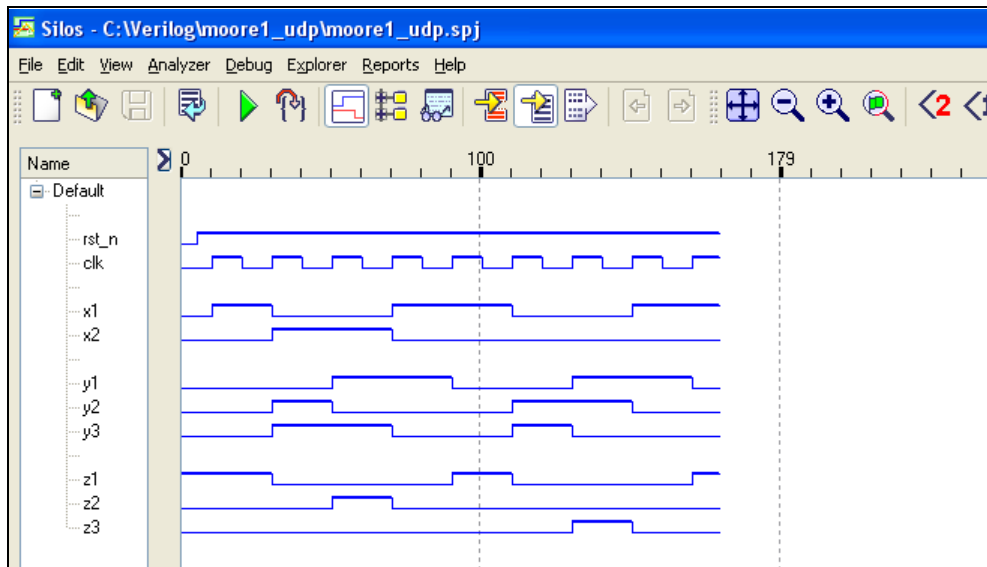 Silos - C:\Verilog\moore1_udp\moore1_udp.spj
File Edit View Analyzer Debug Explorer Reports Help
2
Name 0 100 179
Default
rst_n
clk
x1
x2
y1
y2
y3
z1
z2
z3